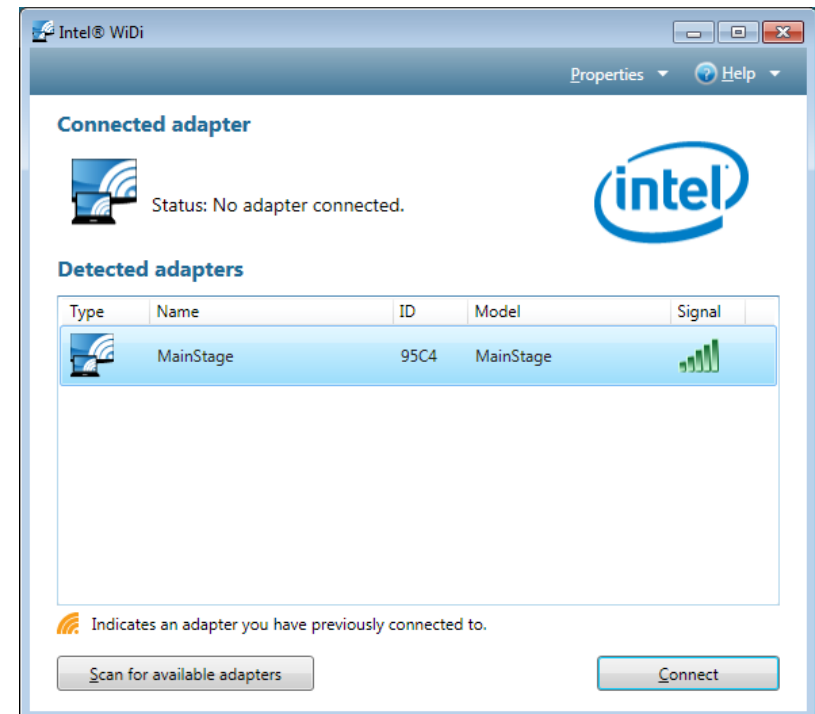 Intel® WiDi
Properties Help
Connected adapter
intel
Status: No adapter connected.
Detected adapters
Type Name ID Model Signal
MainStage 95C4 MainStage
Indicates an adapter you have previously connected to.
Scan for available adapters Connect